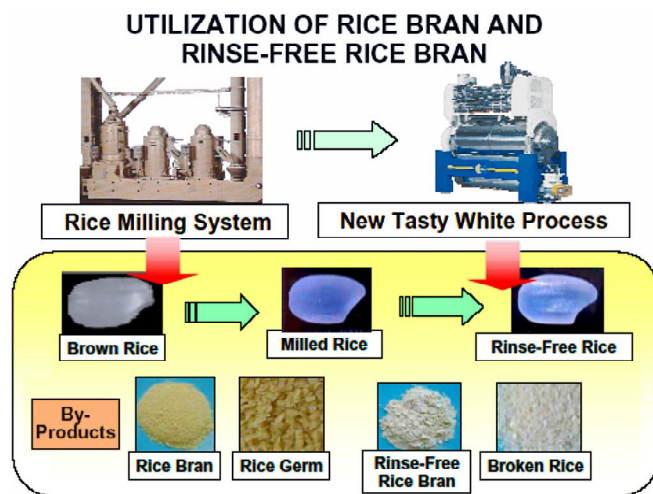 UTILIZATION OF RICE BRAN AND
RINSE-FREE RICE BRAN
Rice Milling System
New Tasty White Process
Brown Rice
Milled Rice
Rinse-Free Rice
By-
Products
Rice Bran
Rice Germ
Rinse-Free
Rice Bran
Broken Rice